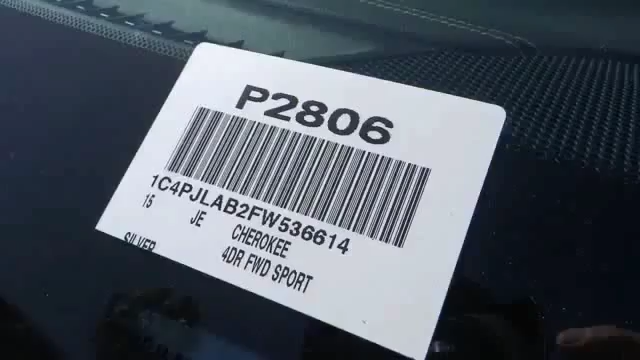 P2806
1C4PJLAB2FW536614
15 JE CHEROKEE
SILVER 4DR FWD SPORT